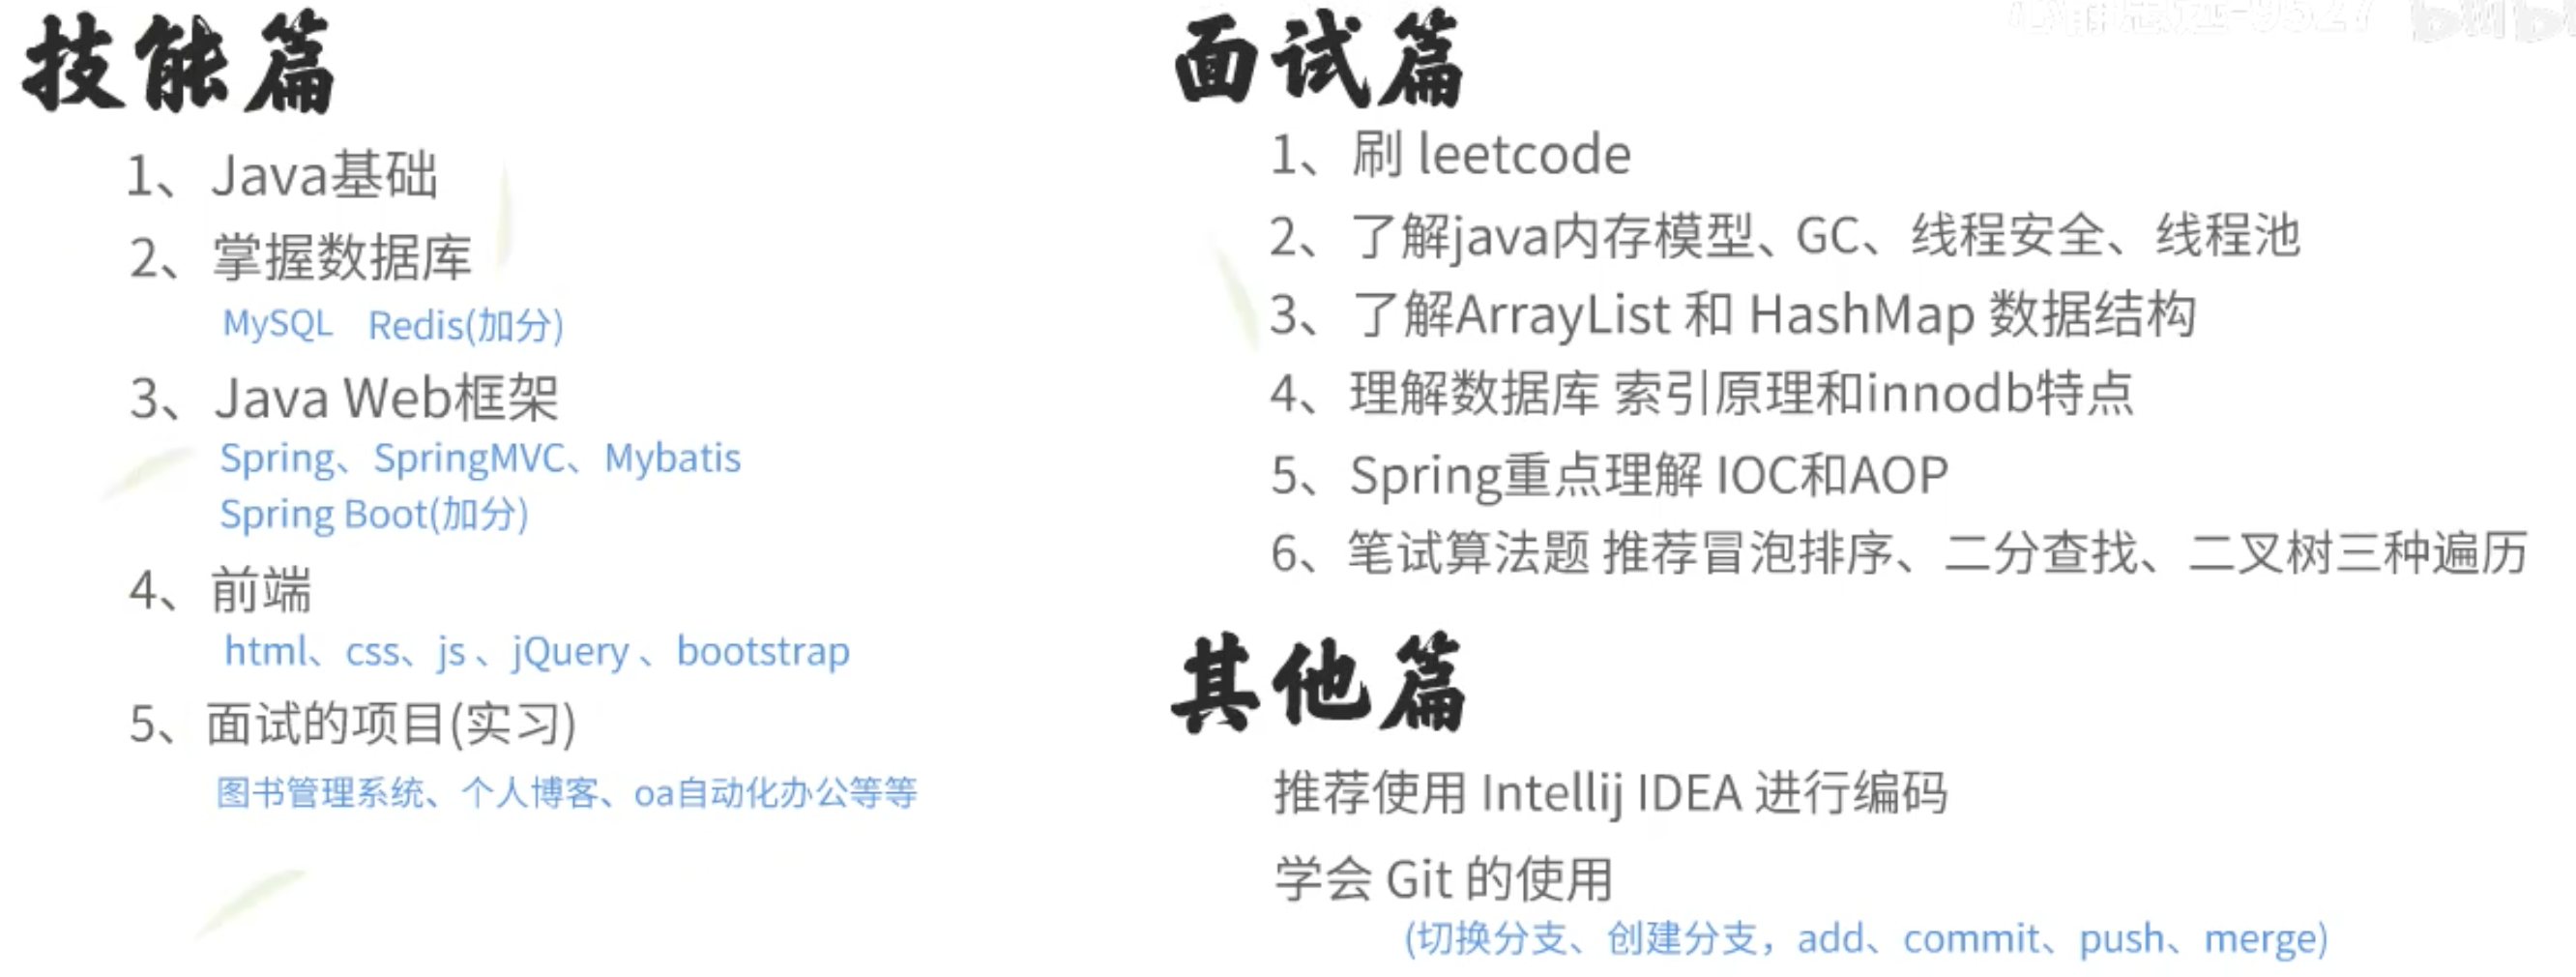 技能篇
1、Java基础
2、掌握数据库
MySQL Redis(加分)
3、Java Web框架
Spring、SpringMVC、Mybatis
Spring Boot(加分)
4、前端
html、css、js 、jQuery 、bootstrap
5、面试的项目(实习)
图书管理系统、个人博客、oa自动化办公等等
面试篇
1、刷 leetcode
2、了解java内存模型、GC、线程安全、线程池
3、了解ArrayList 和 HashMap 数据结构
4、理解数据库 索引原理和innodb特点
5、Spring重点理解 IOC和AOP
6、笔试算法题 推荐冒泡排序、二分查找、二叉树三种遍历
其他篇
推荐使用 Intellij IDEA 进行编码
学会 Git 的使用
(切换分支、创建分支，add、commit、push、merge)